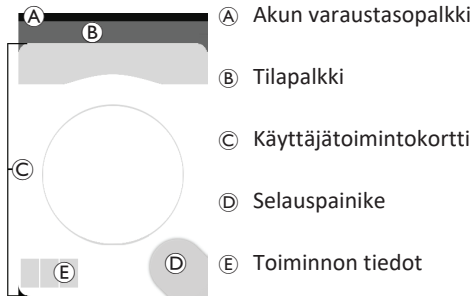 Ⓐ Ⓐ Akun varaustasopalkki
Ⓑ
Ⓑ Tilapalkki
Ⓒ Käyttäjätoimintokortti
Ⓒ
Ⓓ Selauspainike
Ⓔ Ⓓ Ⓔ Toiminnon tiedot